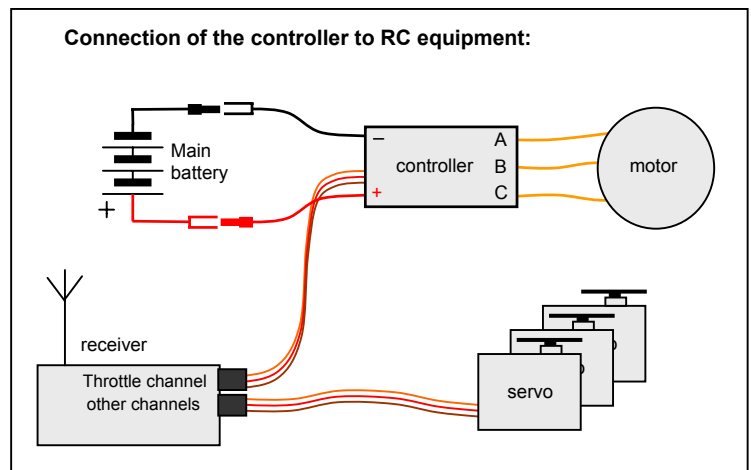 Connection of the controller to RC equipment:
Main
battery
+
−
+
controller
A
B
C
motor
receiver
Throttle channel
other channels
servo